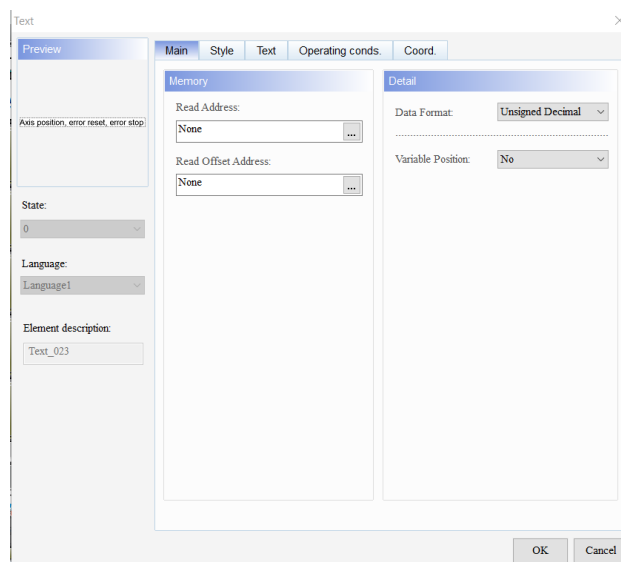 Text
Preview
Axis position, error reset, error stop
State:
0
Language:
Language1
Element description:
Text_023
Main Style Text Operating conds. Coord.
Memory
Read Address:
None
...
Read Offset Address:
None
...
Detail
Data Format: Unsigned Decimal
Variable Position: No
OK Cancel